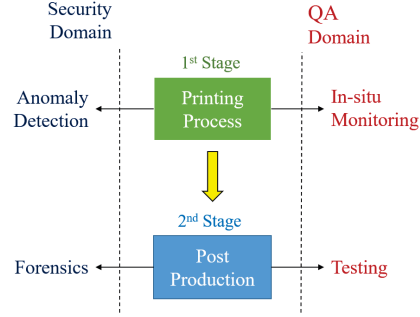 Security
Domain
QA
Domain
1st Stage
Anomaly
Detection
Printing
Process
In-situ
Monitoring
2nd Stage
Forensics
Post
Production
Testing